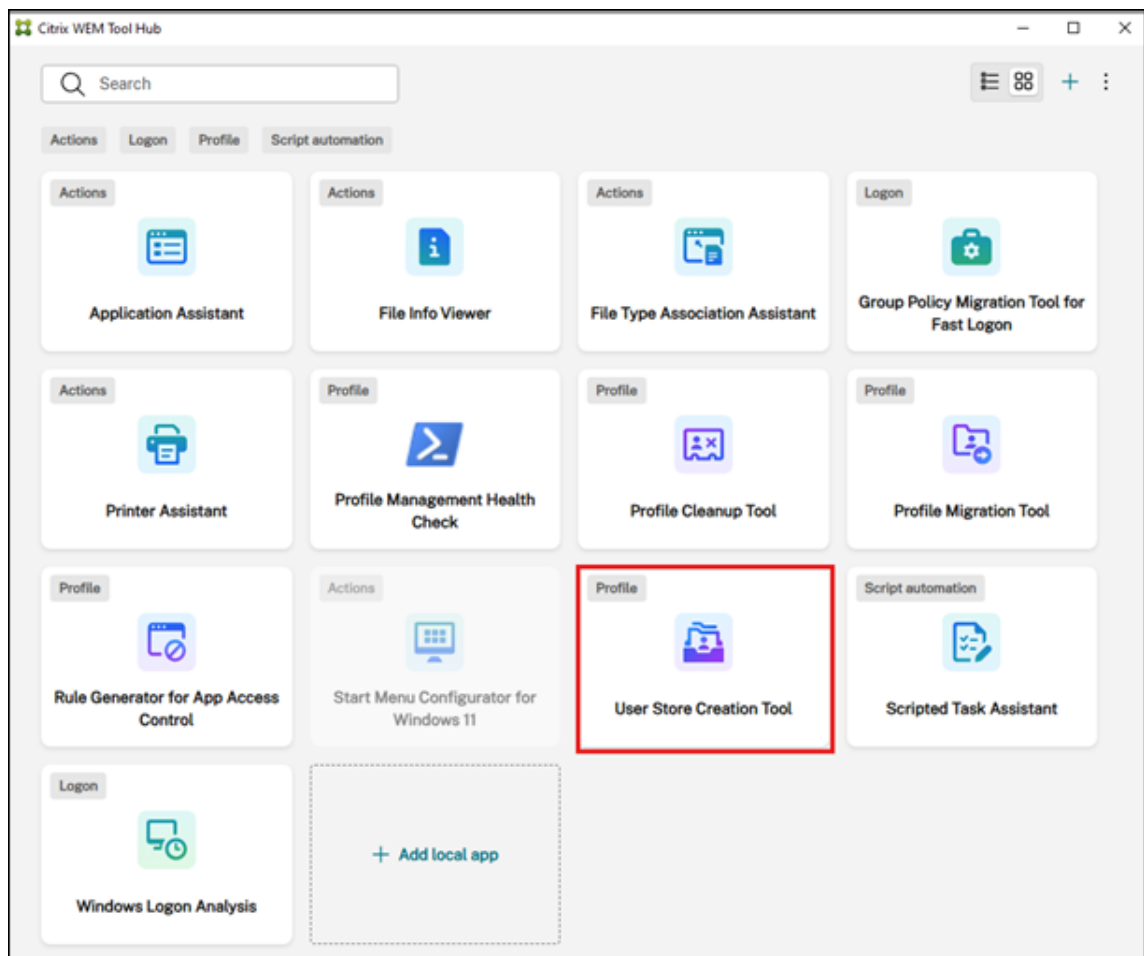 Citrix WEM Tool Hub
Search
Actions Logon Profile Script automation
Actions
Application Assistant
Actions
File Info Viewer
Actions
File Type Association Assistant
Logon
Group Policy Migration Tool for
Fast Logon
Actions
Printer Assistant
Profile
Profile Management Health
Check
Profile
Profile Cleanup Tool
Profile
Profile Migration Tool
Profile
Rule Generator for App Access
Control
Actions
Start Menu Configurator for
Windows 11
Profile
User Store Creation Tool
Script automation
Scripted Task Assistant
Logon
Windows Logon Analysis
+ Add local app